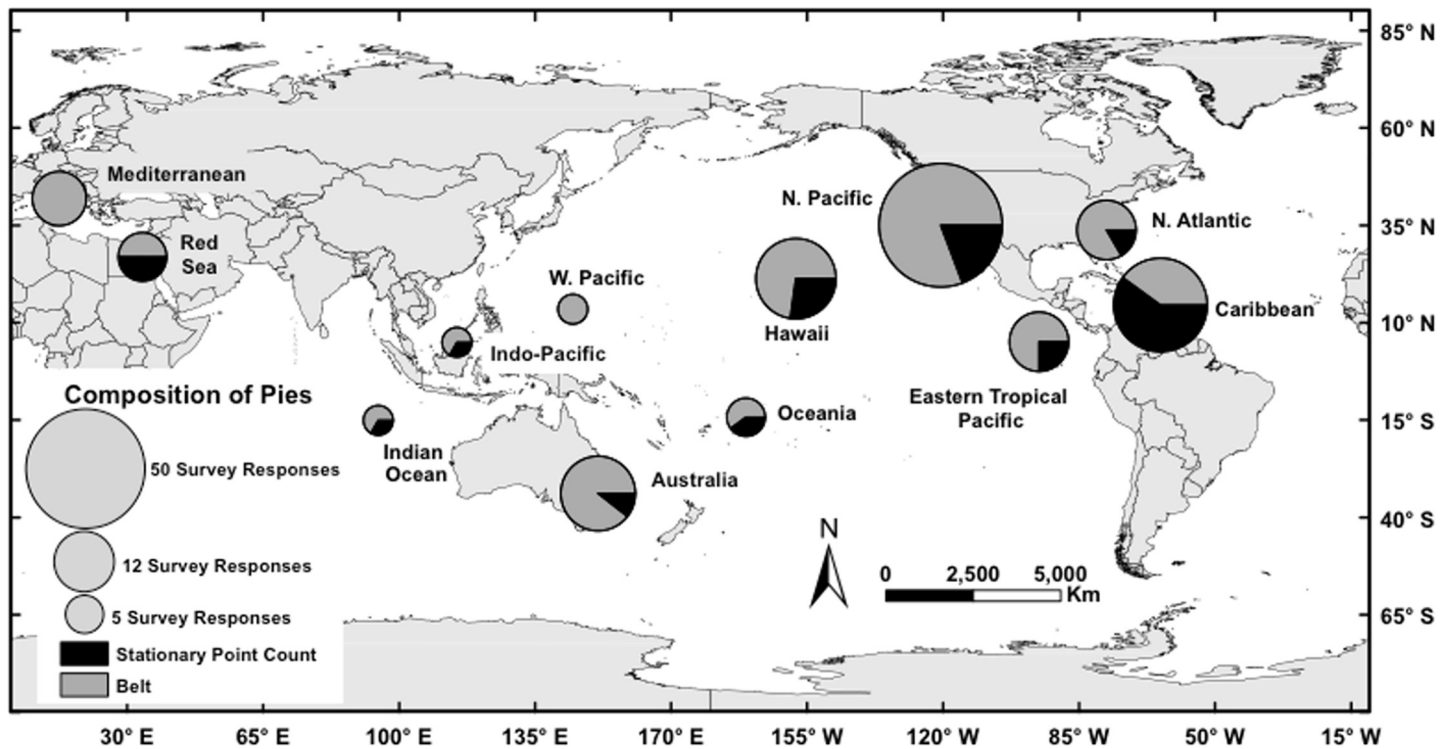 85° N
60° N
35° N
10° N
15° S
40° S
65° S
Mediterranean
Red
Sea
W. Pacific
Indo-Pacific
Indian
Ocean
Australia
Oceania
Hawaii
N. Pacific
N. Atlantic
Caribbean
Eastern Tropical
Pacific
Composition of Pies
50 Survey Responses
12 Survey Responses
5 Survey Responses
Stationary Point Count
Belt
N
0 2,500 5,000
Km
30° E 65° E 100° E 135° E 170° E 155° W 120° W 85° W 50° W 15° W